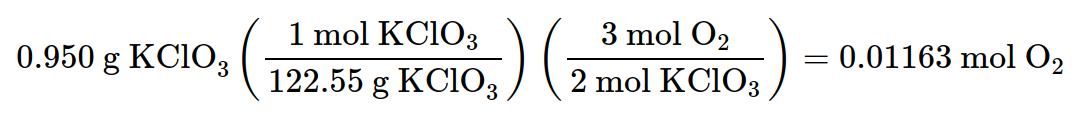 0.950 g KClO₃ (1 mol KClO₃ / 122.55 g KClO₃) (3 mol O₂ / 2 mol KClO₃) = 0.01163 mol O₂